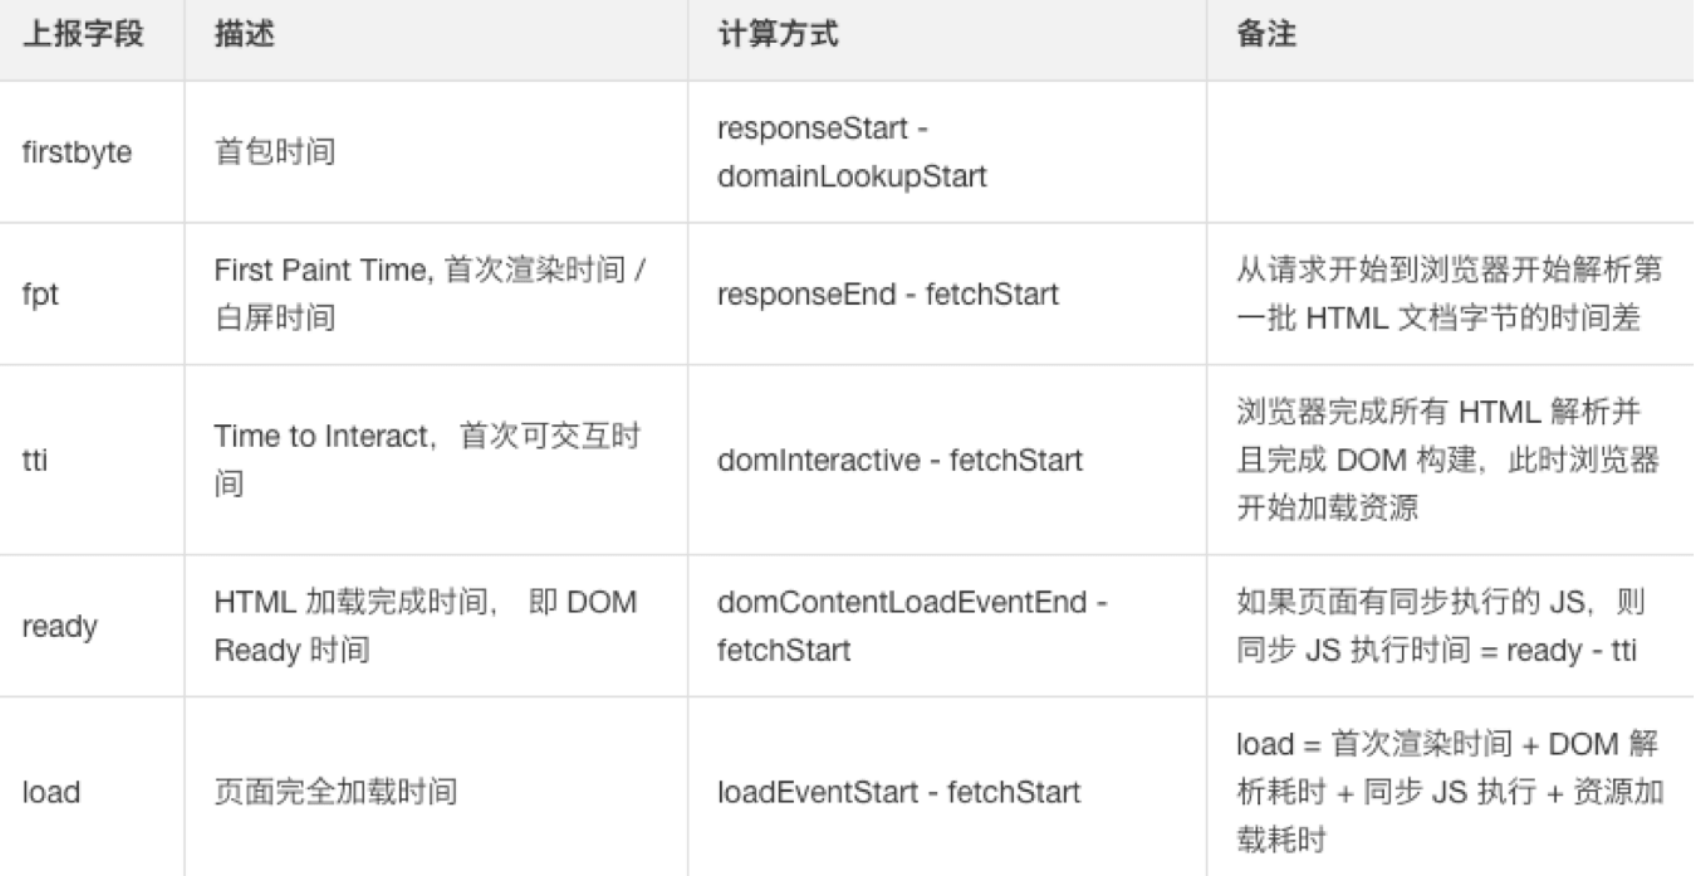 上报字段 描述 计算方式 备注
firstbyte 首包时间 responseStart -
domainLookupStart
fpt First Paint Time, 首次渲染时间 /
白屏时间 responseEnd - fetchStart 从请求开始到浏览器开始解析第
一批 HTML 文档字节的时间差
tti Time to Interact，首次可交互时
间 domInteractive - fetchStart 浏览器完成所有 HTML 解析并
且完成 DOM 构建，此时浏览器
开始加载资源
ready HTML 加载完成时间， 即 DOM
Ready 时间 domContentLoadEventEnd -
fetchStart 如果页面有同步执行的 JS，则
同步 JS 执行时间 = ready - tti
load 页面完全加载时间 loadEventStart - fetchStart load = 首次渲染时间 + DOM 解
析耗时 + 同步 JS 执行 + 资源加
载耗时